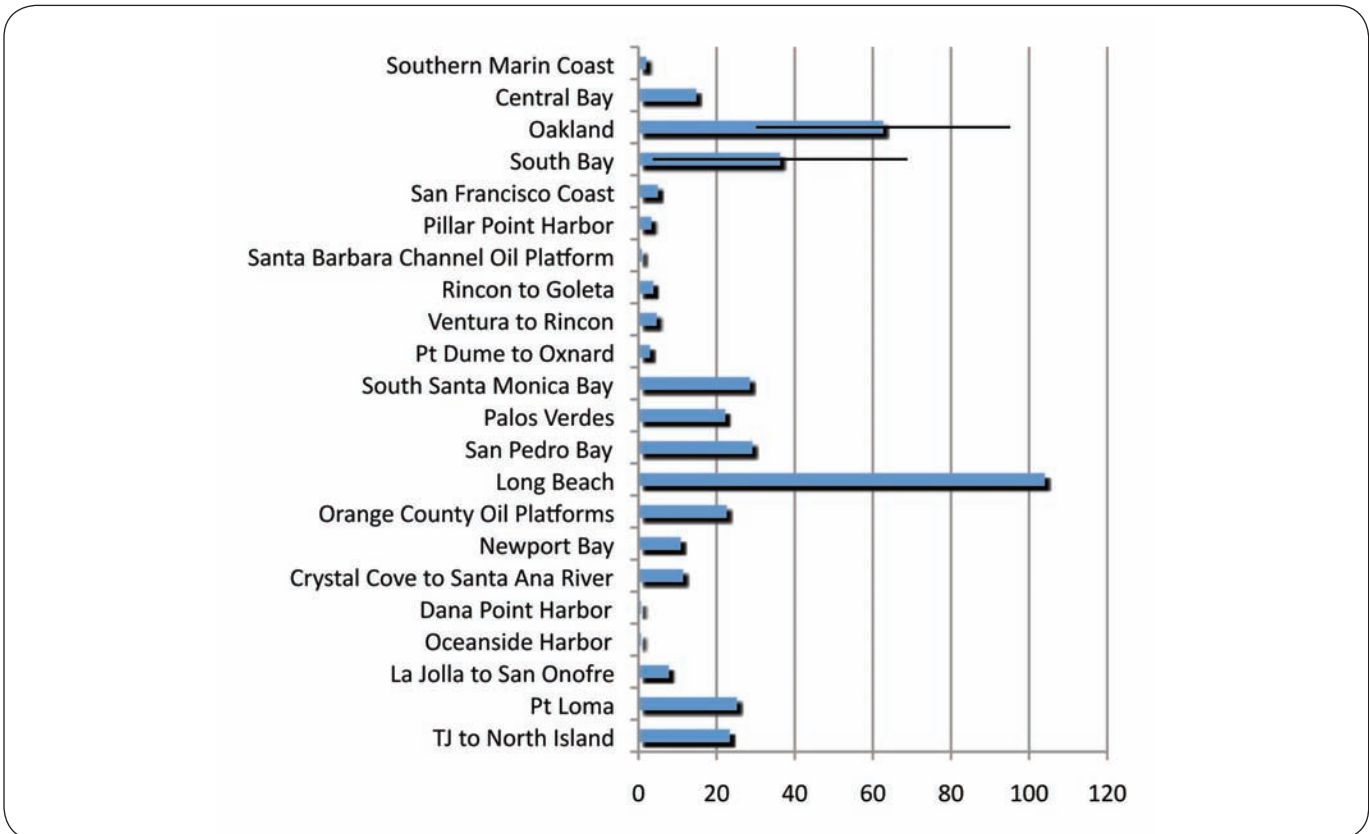 Southern Marin Coast
Central Bay
Oakland
South Bay
San Francisco Coast
Pillar Point Harbor
Santa Barbara Channel Oil Platform
Rincon to Goleta
Ventura to Rincon
Pt Dume to Oxnard
South Santa Monica Bay
Palos Verdes
San Pedro Bay
Long Beach
Orange County Oil Platforms
Newport Bay
Crystal Cove to Santa Ana River
Dana Point Harbor
Oceanside Harbor
La Jolla to San Onofre
Pt Loma
TJ to North Island
0 20 40 60 80 100 120